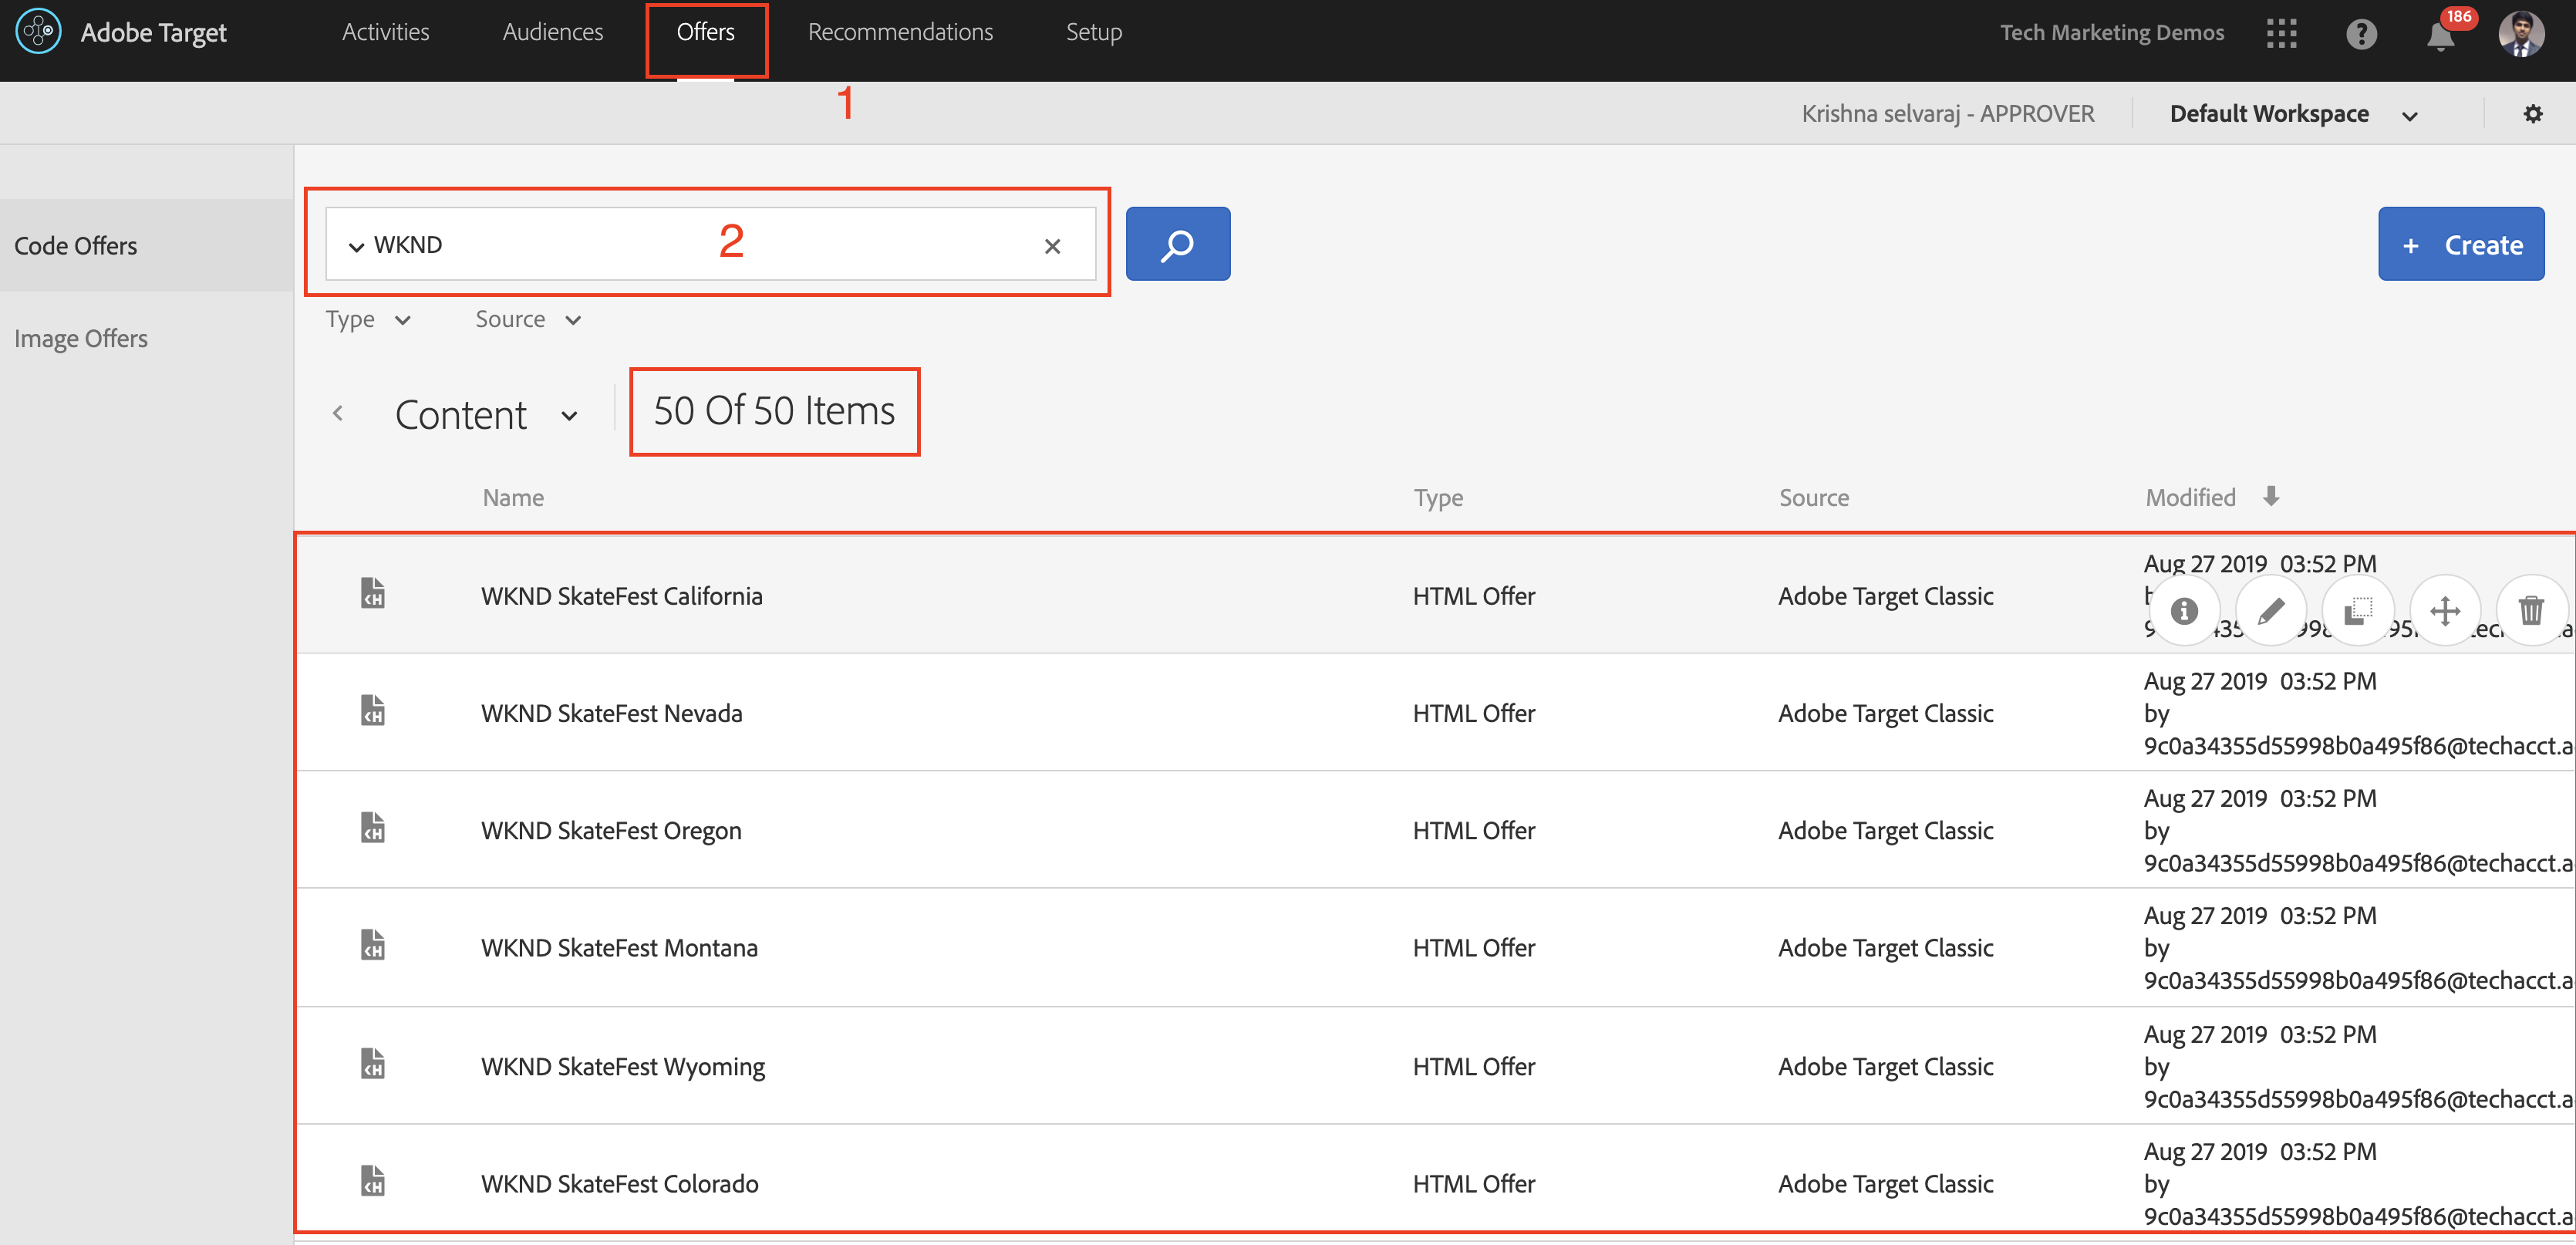 Adobe Target Activities Audiences Offers Recommendations Setup Tech Marketing Demos 186
1
Krishna selvaraj - APPROVER Default Workspace
Code Offers
Image Offers
WKND 2
+ Create
Type Source
Content 50 Of 50 Items
Name Type Source Modified
WKND SkateFest California HTML Offer Adobe Target Classic Aug 27 2019 03:52 PM
WKND SkateFest Nevada HTML Offer Adobe Target Classic Aug 27 2019 03:52 PM
by
9c0a34355d55998b0a495f86@techacct.a
WKND SkateFest Oregon HTML Offer Adobe Target Classic Aug 27 2019 03:52 PM
by
9c0a34355d55998b0a495f86@techacct.a
WKND SkateFest Montana HTML Offer Adobe Target Classic Aug 27 2019 03:52 PM
by
9c0a34355d55998b0a495f86@techacct.a
WKND SkateFest Wyoming HTML Offer Adobe Target Classic Aug 27 2019 03:52 PM
by
9c0a34355d55998b0a495f86@techacct.a
WKND SkateFest Colorado HTML Offer Adobe Target Classic Aug 27 2019 03:52 PM
by
9c0a34355d55998b0a495f86@techacct.a